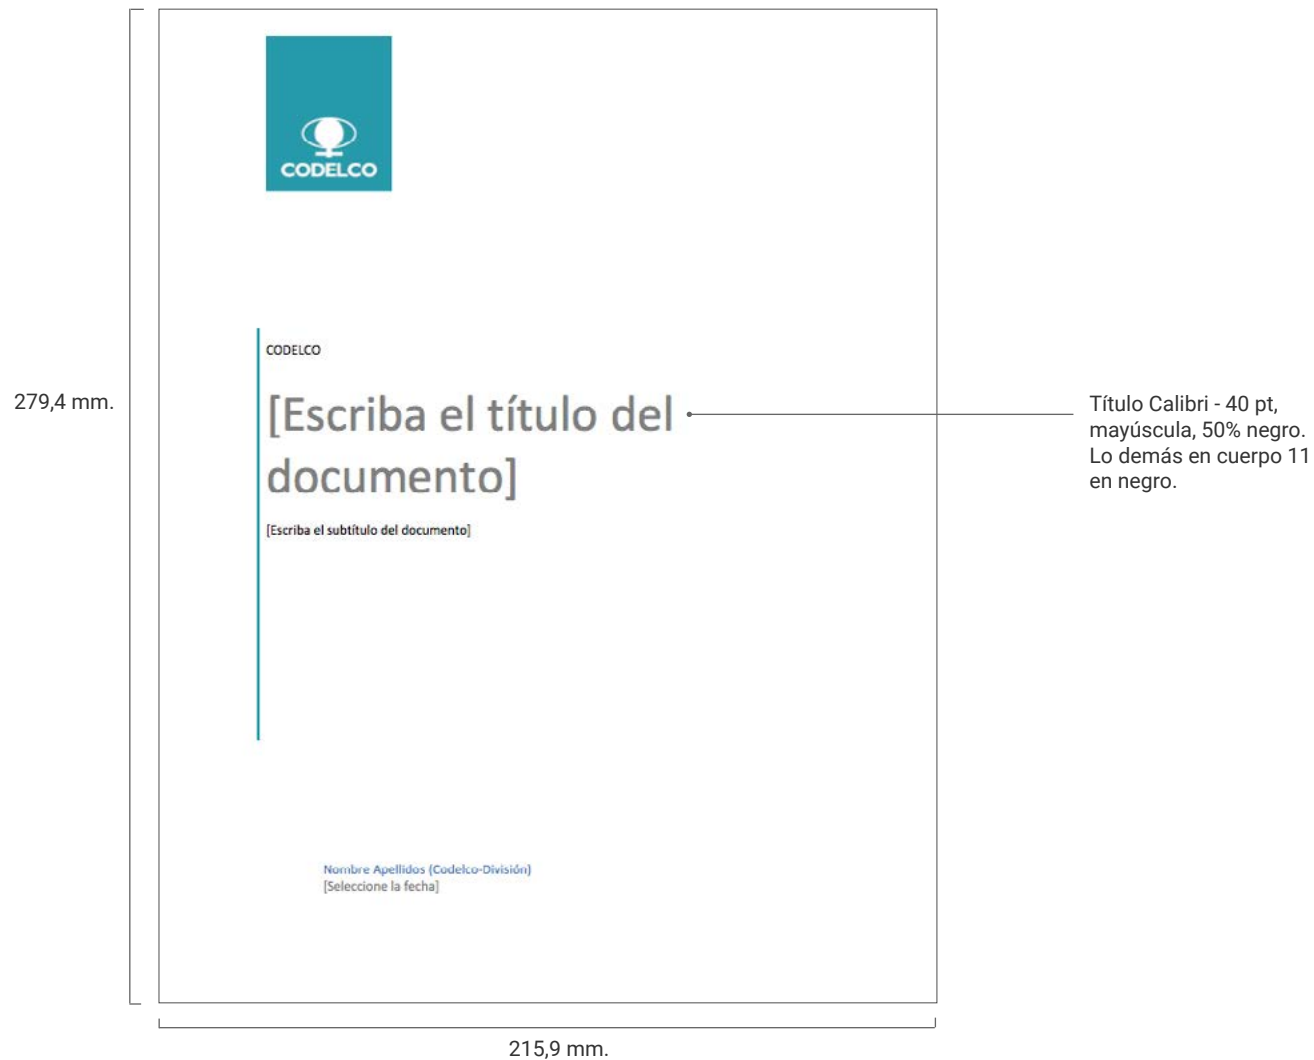 CODELCO
CODELCO
279,4 mm.
[Escriba el título del
documento]
[Escriba el subtítulo del documento]
Título Calibri - 40 pt,
mayúscula, 50% negro.
Lo demás en cuerpo 11
en negro.
Nombre Apellidos (Codelco-División)
[Seleccione la fecha]
215,9 mm.